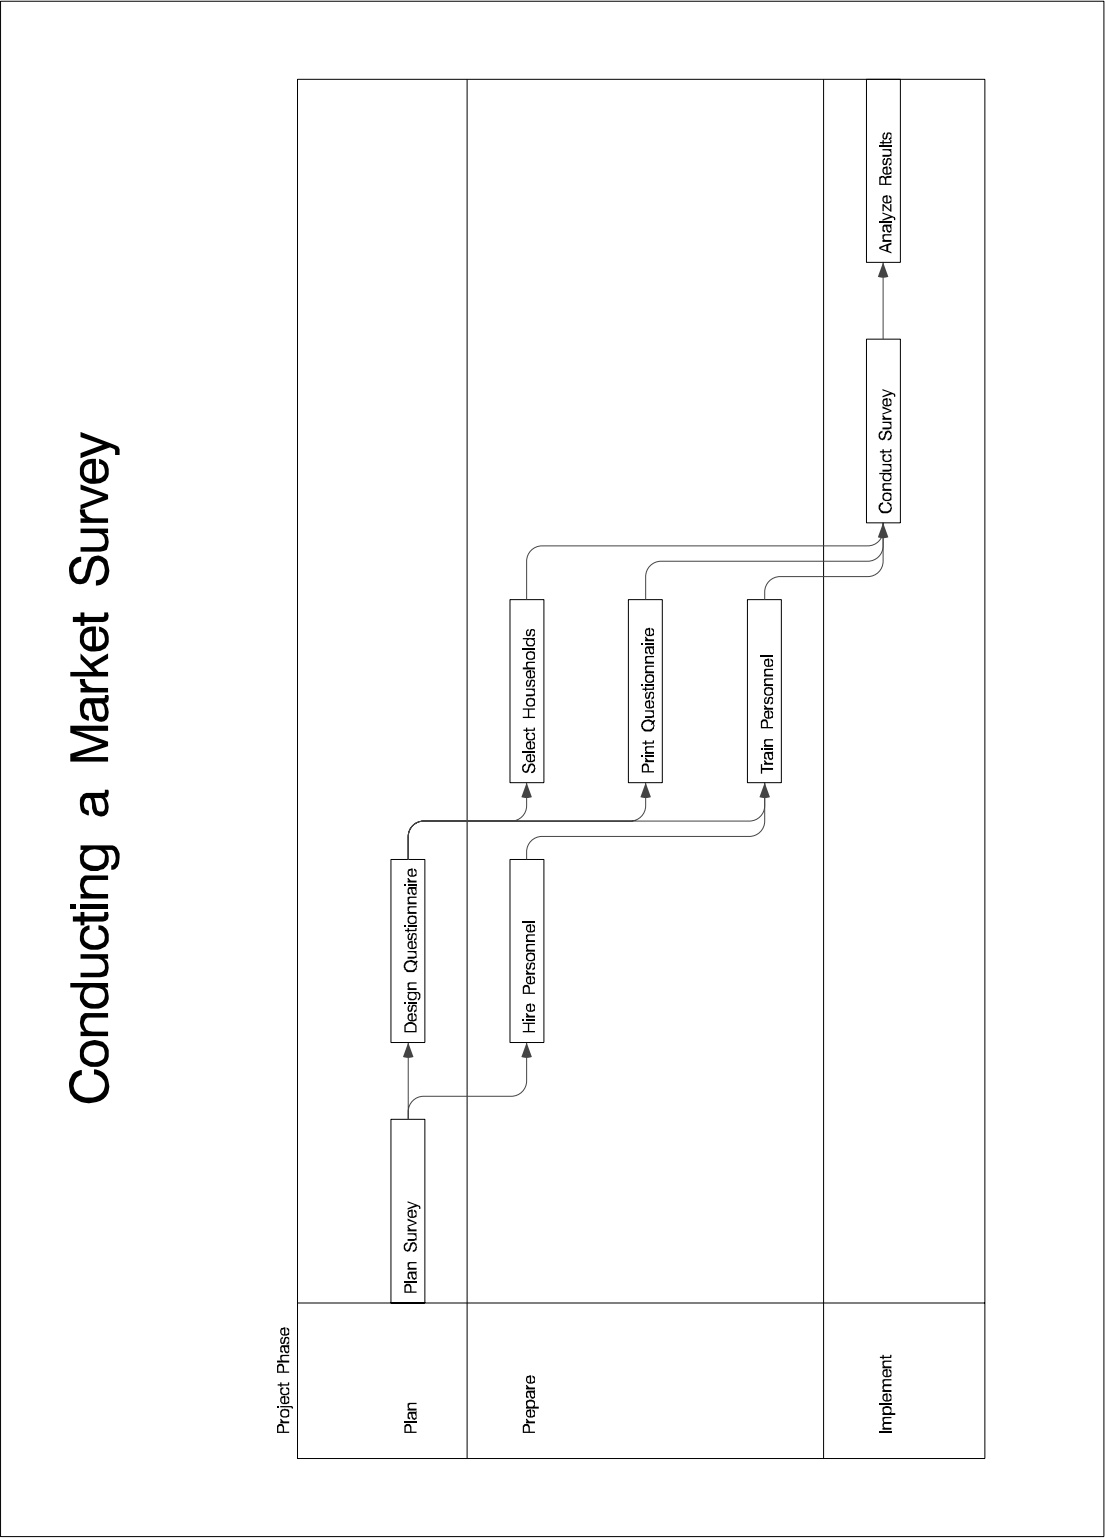 Conducting a Market Survey
Project Phase
Plan
Plan Survey
Design Questionnaire
Prepare
Hire Personnel
Select Households
Print Questionnaire
Train Personnel
Implement
Conduct Survey
Analyze Results